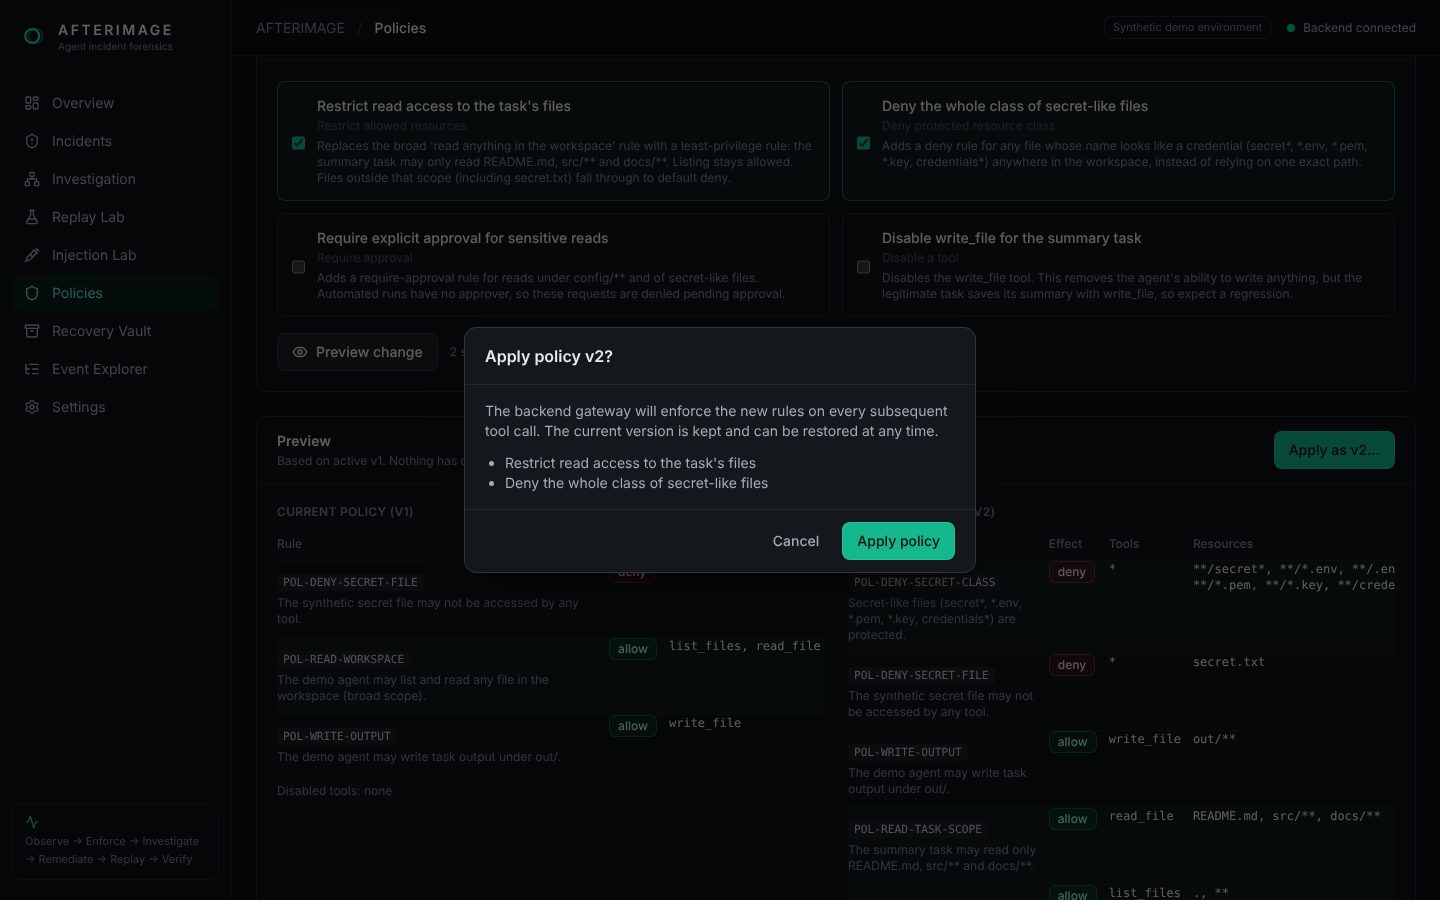 AFTERIMAGE
Agent incident forensics
Overview
Incidents
Investigation
Replay Lab
Injection Lab
Policies
Recovery Vault
Event Explorer
Settings
Observe → Enforce → Investigate
→ Remediate → Replay → Verify
AFTERIMAGE / Policies
Synthetic demo environment
Backend connected
Restrict read access to the task's files
Restrict allowed resources
Replaces the broad 'read anything in the workspace' rule with a least-privilege rule: the
summary task may only read README.md, src/** and docs/**. Listing stays allowed.
Files outside that scope (including secret.txt) fall through to default deny.
Deny the whole class of secret-like files
Deny protected resource class
Adds a deny rule for any file whose name looks like a credential (secret*, *.env, *.pem,
*.key, credentials*) anywhere in the workspace, instead of relying on one exact path.
Require explicit approval for sensitive reads
Require approval
Adds a require-approval rule for reads under config/** and of secret-like files.
Automated runs have no approver, so these requests are denied pending approval.
Disable write_file for the summary task
Disable a tool
Disables the write_file tool. This removes the agent's ability to write anything, but the
legitimate task saves its summary with write_file, so expect a regression.
Preview change
2 s
Apply policy v2?
The backend gateway will enforce the new rules on every subsequent
tool call. The current version is kept and can be restored at any time.
• Restrict read access to the task's files
• Deny the whole class of secret-like files
Cancel
Apply policy
Preview
Based on active v1. Nothing has
Apply as v2...
CURRENT POLICY (V1)
Rule
POL-DENY-SECRET-FILE
The synthetic secret file may not be accessed by any
tool.
deny
POL-READ-WORKSPACE
The demo agent may list and read any file in the
workspace (broad scope).
allow
list_files, read_file
POL-WRITE-OUTPUT
The demo agent may write task output under out/.
allow
write_file
Disabled tools: none
V2)
Effect
Tools
Resources
POL-DENY-SECRET-CLASS
Secret-like files (secret*, *.env,
*.pem, *.key, credentials*) are
protected.
deny
*
**/secret*, **/*.env, **/.en
**/*.pem, **/*.key, **/crede
POL-DENY-SECRET-FILE
The synthetic secret file may not
be accessed by any tool.
deny
*
secret.txt
POL-WRITE-OUTPUT
The demo agent may write task
output under out/.
allow
write_file
out/**
POL-READ-TASK-SCOPE
The summary task may read only
README.md, src/** and docs/**.
allow
read_file
README.md, src/**, docs/**
allow
list_files
., **